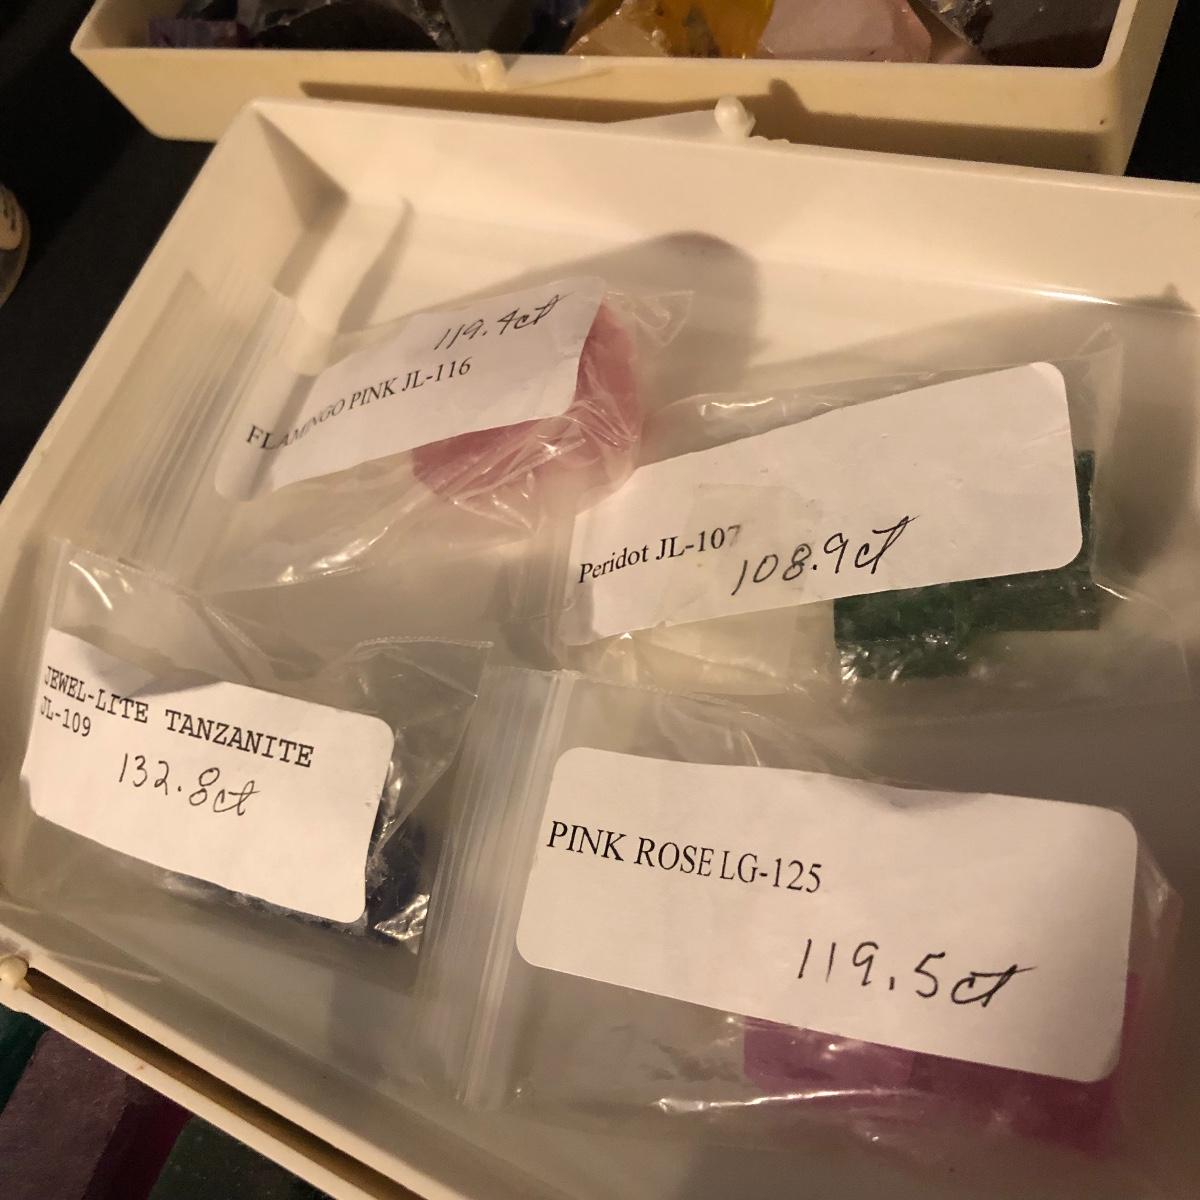 119.4ct
FLAMINGO PINK JL-116
Peridot JL-107
108.9ct
JEWEL-LITE TANZANITE
JL-109
132.8ct
PINK ROSE LG-125
119.5ct